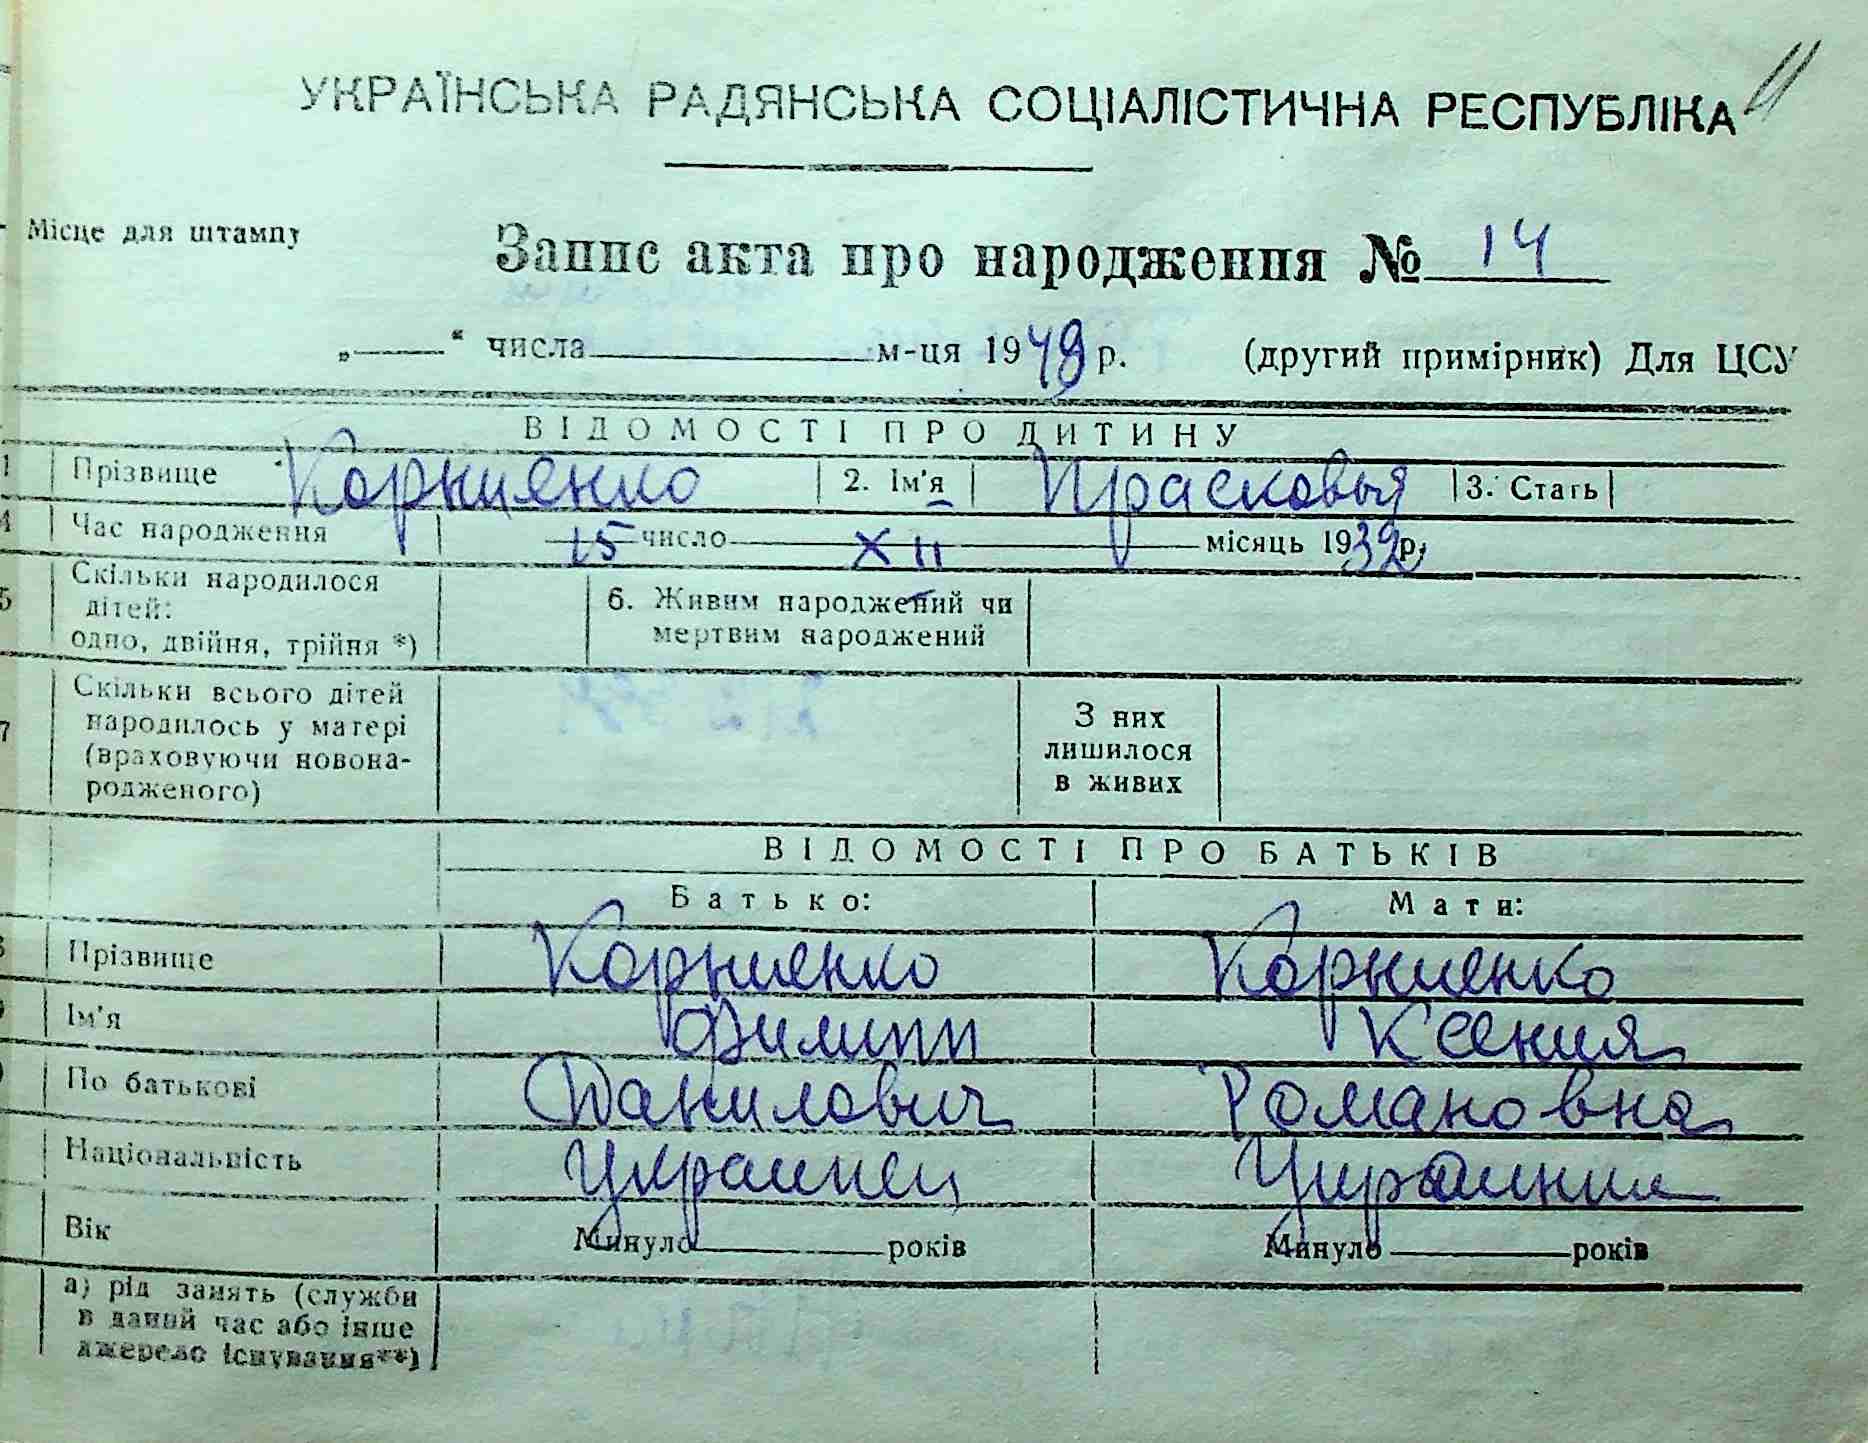 11
УКРАЇНСЬКА РАДЯНСЬКА СОЦІАЛІСТИЧНА РЕСПУБЛІКА
Місце для штампу
Запис акта про народження № 14
„——“ числа м-ця 1949 р. (другий примірник) Для ЦСУ
ВІДОМОСТІ ПРО ДИТИНУ
1 Прізвище Корниенко 2. Ім'я Прасковья 3. Стать
4 Час народження 15 число XII місяць 1932 р.
5 Скільки народилося дітей: одно, двійня, трійня *) 6. Живим народжений чи мертвим народжений
7 Скільки всього дітей народилось у матері (враховуючи новонародженого) З них лишилося в живих
ВІДОМОСТІ ПРО БАТЬКІВ
Батько: Мати:
Прізвище Корниенко Корниенко
Ім'я Филипп Ксения
По батькові Данилович Романовна
Національність Украинец
Вік Минуло років Минуло років
а) рід занять (служби в даний час або інше джерело існування**)